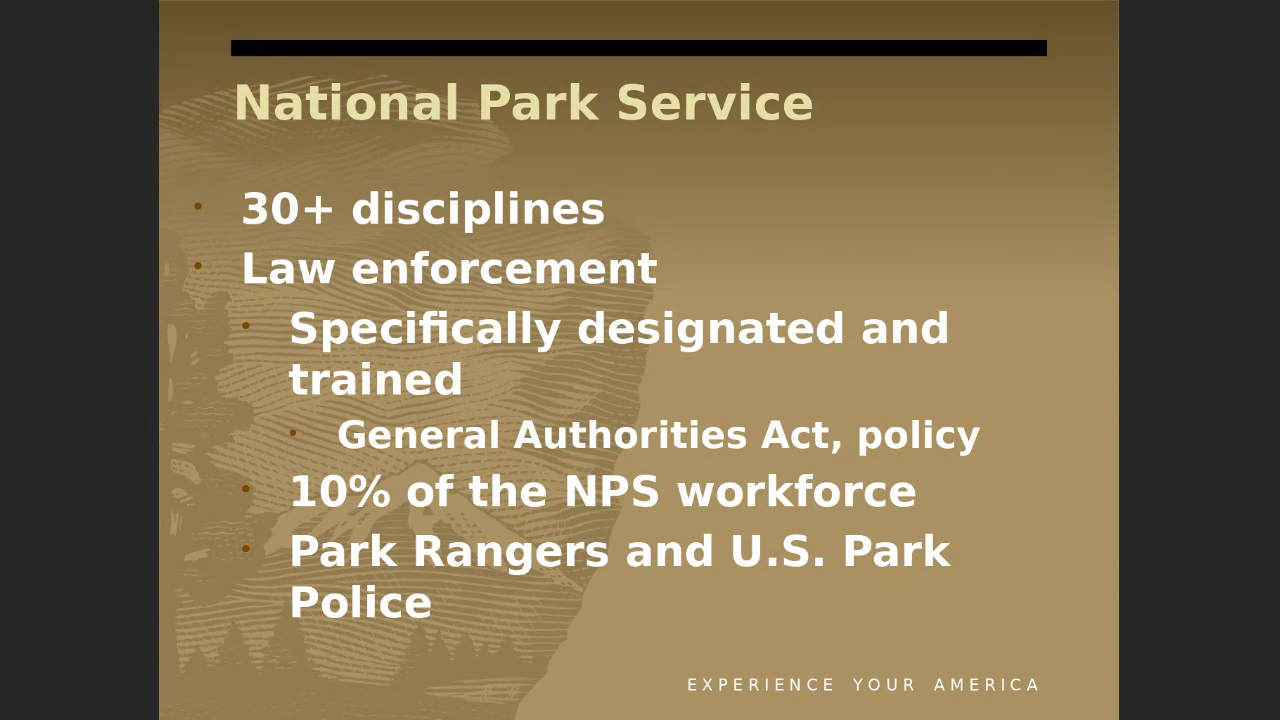 National Park Service
• 30+ disciplines
• Law enforcement
• Specifically designated and
trained
• General Authorities Act, policy
• 10% of the NPS workforce
• Park Rangers and U.S. Park
Police
EXPERIENCE YOUR AMERICA